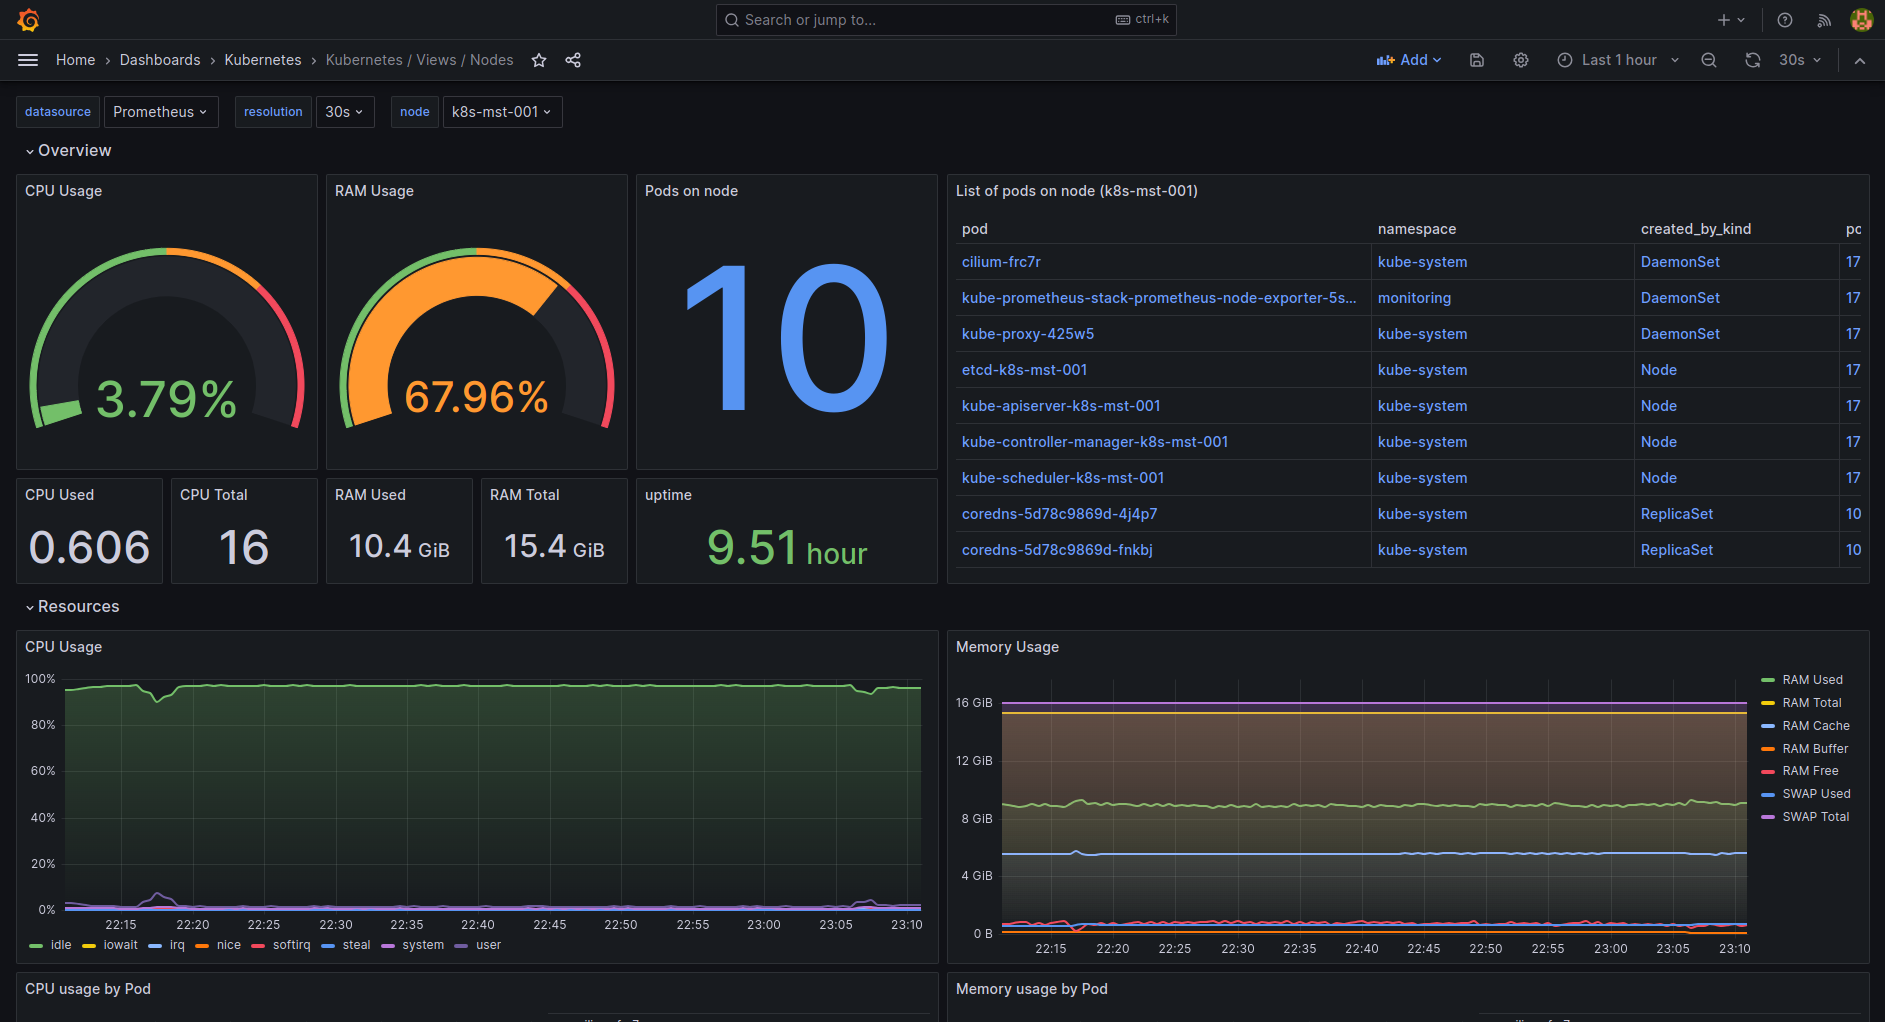 Search or jump to...
ctrl+k
Home › Dashboards › Kubernetes › Kubernetes / Views / Nodes
Add
Last 1 hour
30s
datasource Prometheus
resolution 30s
node k8s-mst-001
Overview
CPU Usage
3.79%
RAM Usage
67.96%
Pods on node
10
CPU Used
0.606
CPU Total
16
RAM Used
10.4 GiB
RAM Total
15.4 GiB
uptime
9.51 hour
List of pods on node (k8s-mst-001)
pod namespace created_by_kind
cilium-frc7r kube-system DaemonSet 17
kube-prometheus-stack-prometheus-node-exporter-5s... monitoring DaemonSet 17
kube-proxy-425w5 kube-system DaemonSet 17
etcd-k8s-mst-001 kube-system Node 17
kube-apiserver-k8s-mst-001 kube-system Node 17
kube-controller-manager-k8s-mst-001 kube-system Node 17
kube-scheduler-k8s-mst-001 kube-system Node 17
coredns-5d78c9869d-4j4p7 kube-system ReplicaSet 10
coredns-5d78c9869d-fnkbj kube-system ReplicaSet 10
Resources
CPU Usage
100%
80%
60%
40%
20%
0%
22:15 22:20 22:25 22:30 22:35 22:40 22:45 22:50 22:55 23:00 23:05 23:10
idle iowait irq nice softirq steal system user
Memory Usage
16 GiB
12 GiB
8 GiB
4 GiB
0 B
22:15 22:20 22:25 22:30 22:35 22:40 22:45 22:50 22:55 23:00 23:05 23:10
RAM Used
RAM Total
RAM Cache
RAM Buffer
RAM Free
SWAP Used
SWAP Total
CPU usage by Pod
Memory usage by Pod